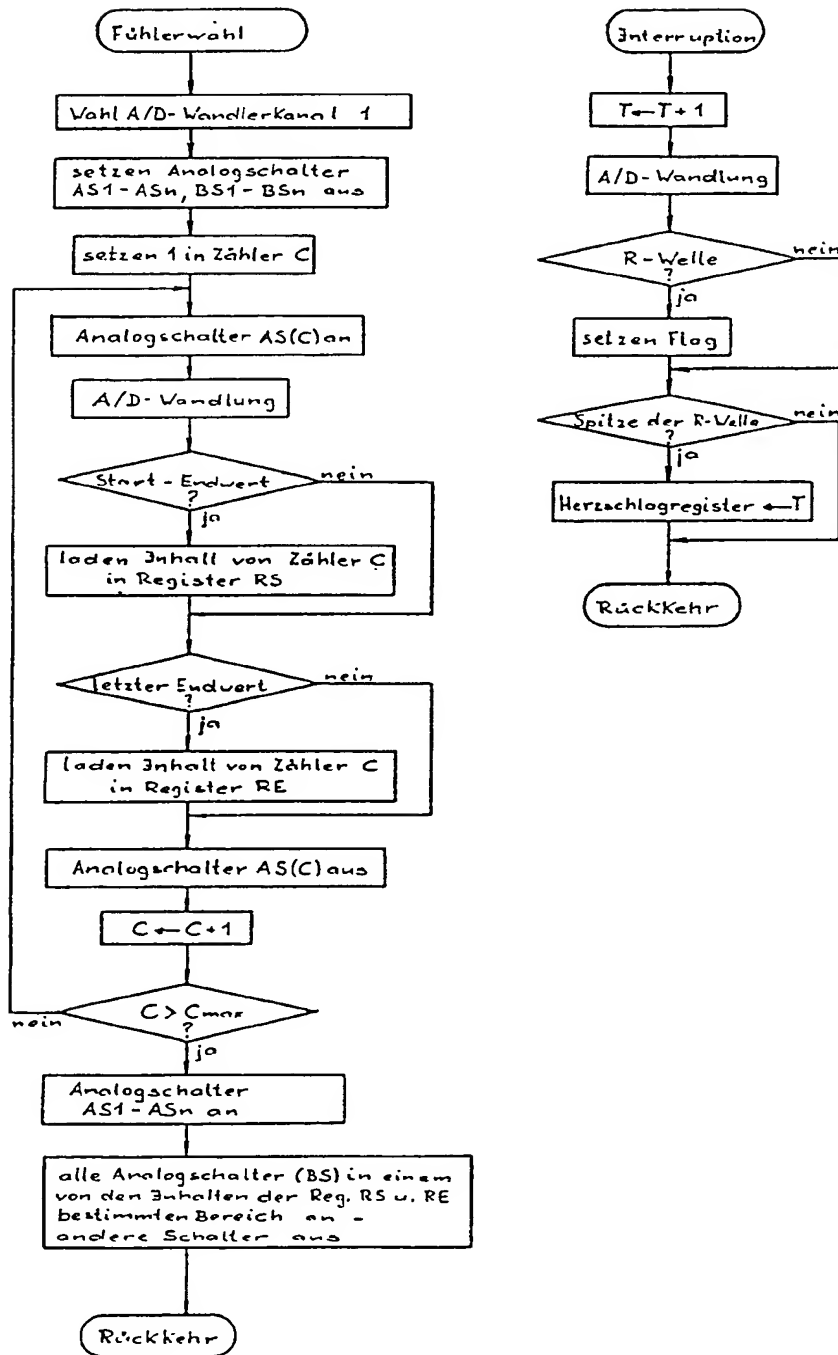 Fühlerwahl
Wahl A/D-Wandlerkanal 1
setzen Analogschalter
AS1-ASn, BS1-BSn aus
setzen 1 in Zähler C
Analogschalter AS(C) an
A/D-Wandlung
Start-Endwert
?
nein
ja
laden Inhalt von Zähler C
in Register RS
letzter Endwert
?
nein
ja
laden Inhalt von Zähler C
in Register RE
Analogschalter AS(C) aus
C ← C+1
C > Cmax
?
nein
ja
Analogschalter
AS1-ASn an
alle Analogschalter (BS) in einem
von den Inhalten der Reg. RS u. RE
bestimmten Bereich an -
andere Schalter aus
Rückkehr
Interruption
T ← T+1
A/D-Wandlung
R-Welle
?
nein
ja
setzen Flag
Spitze der R-Welle
?
nein
ja
Herzschlagregister ← T
Rückkehr